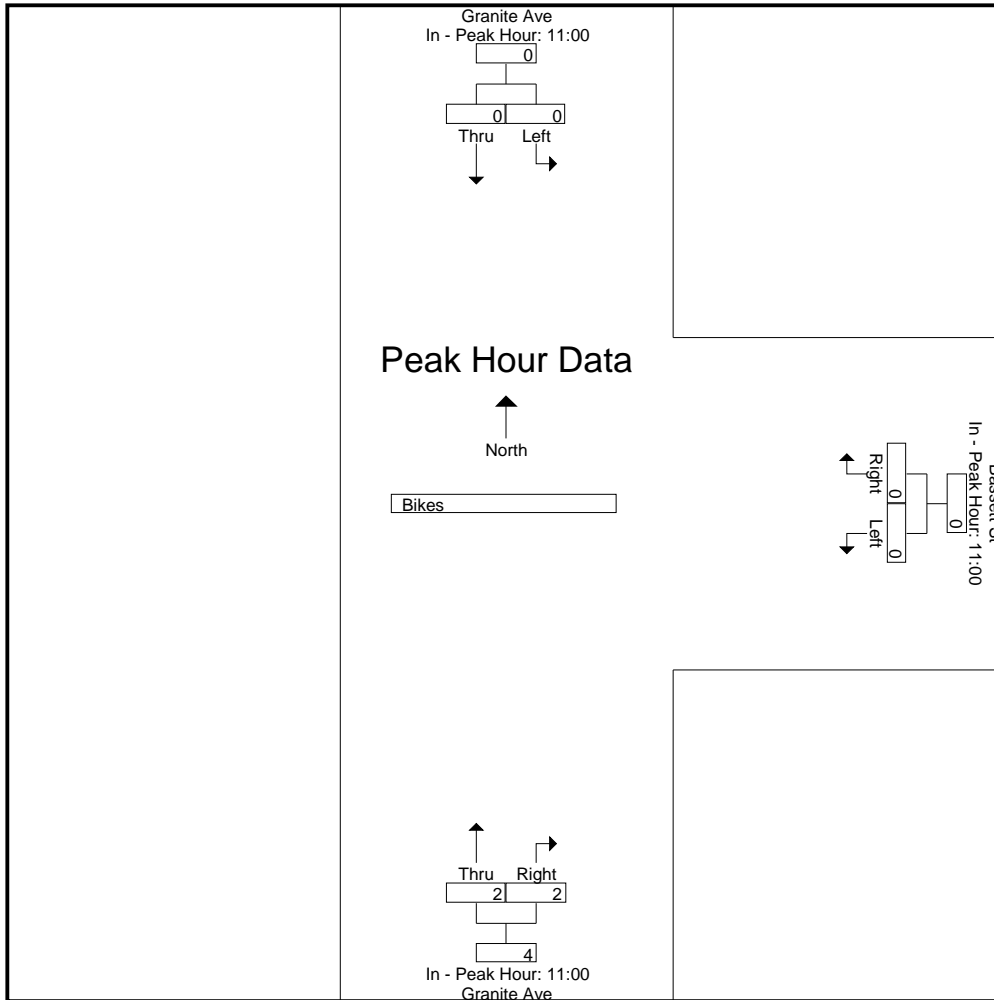 Granite Ave
In - Peak Hour: 11:00
0
0 0
Thru Left
Peak Hour Data
North
Bikes
In - Peak Hour: 11:00
0
0 0
Right Left
Thru Right
2 2
4
In - Peak Hour: 11:00
Granite Ave